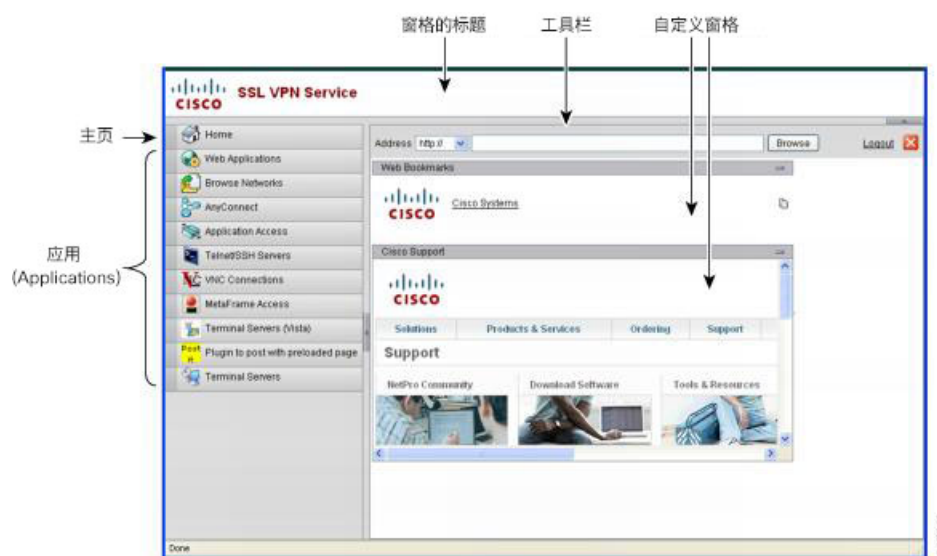 窗格的标题
工具栏
自定义窗格
CISCO
SSL VPN Service
主页
Home
Address
http://
Browse
Logout
应用
(Applications)
Web Applications
Browse Networks
AnyConnect
Application Access
Telnet/SSH Servers
VNC Connections
MetaFrame Access
Terminal Servers (Vista)
Post it
Plugin to post with preloaded page
Terminal Servers
Web Bookmarks
CISCO
Cisco Systems
Cisco Support
CISCO
Solutions
Products & Services
Ordering
Support
Support
NetPro Community
Download Software
Tools & Resources
Done